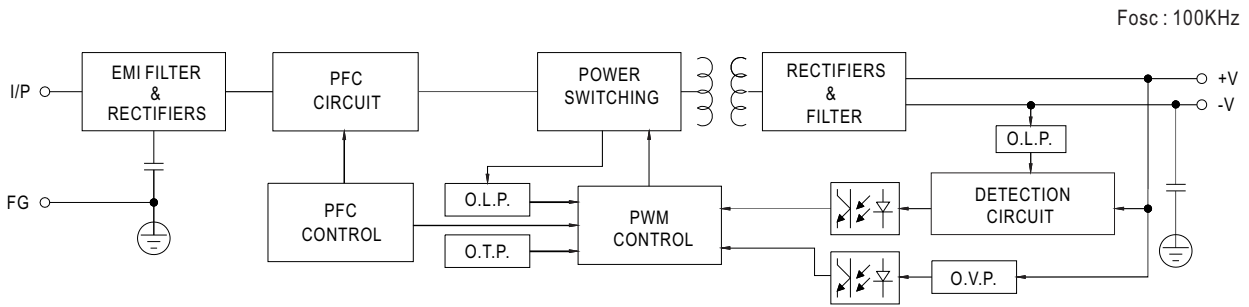 Fosc : 100KHz
I/P
EMI FILTER
&
RECTIFIERS
PFC
CIRCUIT
POWER
SWITCHING
RECTIFIERS
&
FILTER
+V
-V
O.L.P.
FG
PFC
CONTROL
O.L.P.
O.T.P.
PWM
CONTROL
DETECTION
CIRCUIT
O.V.P.